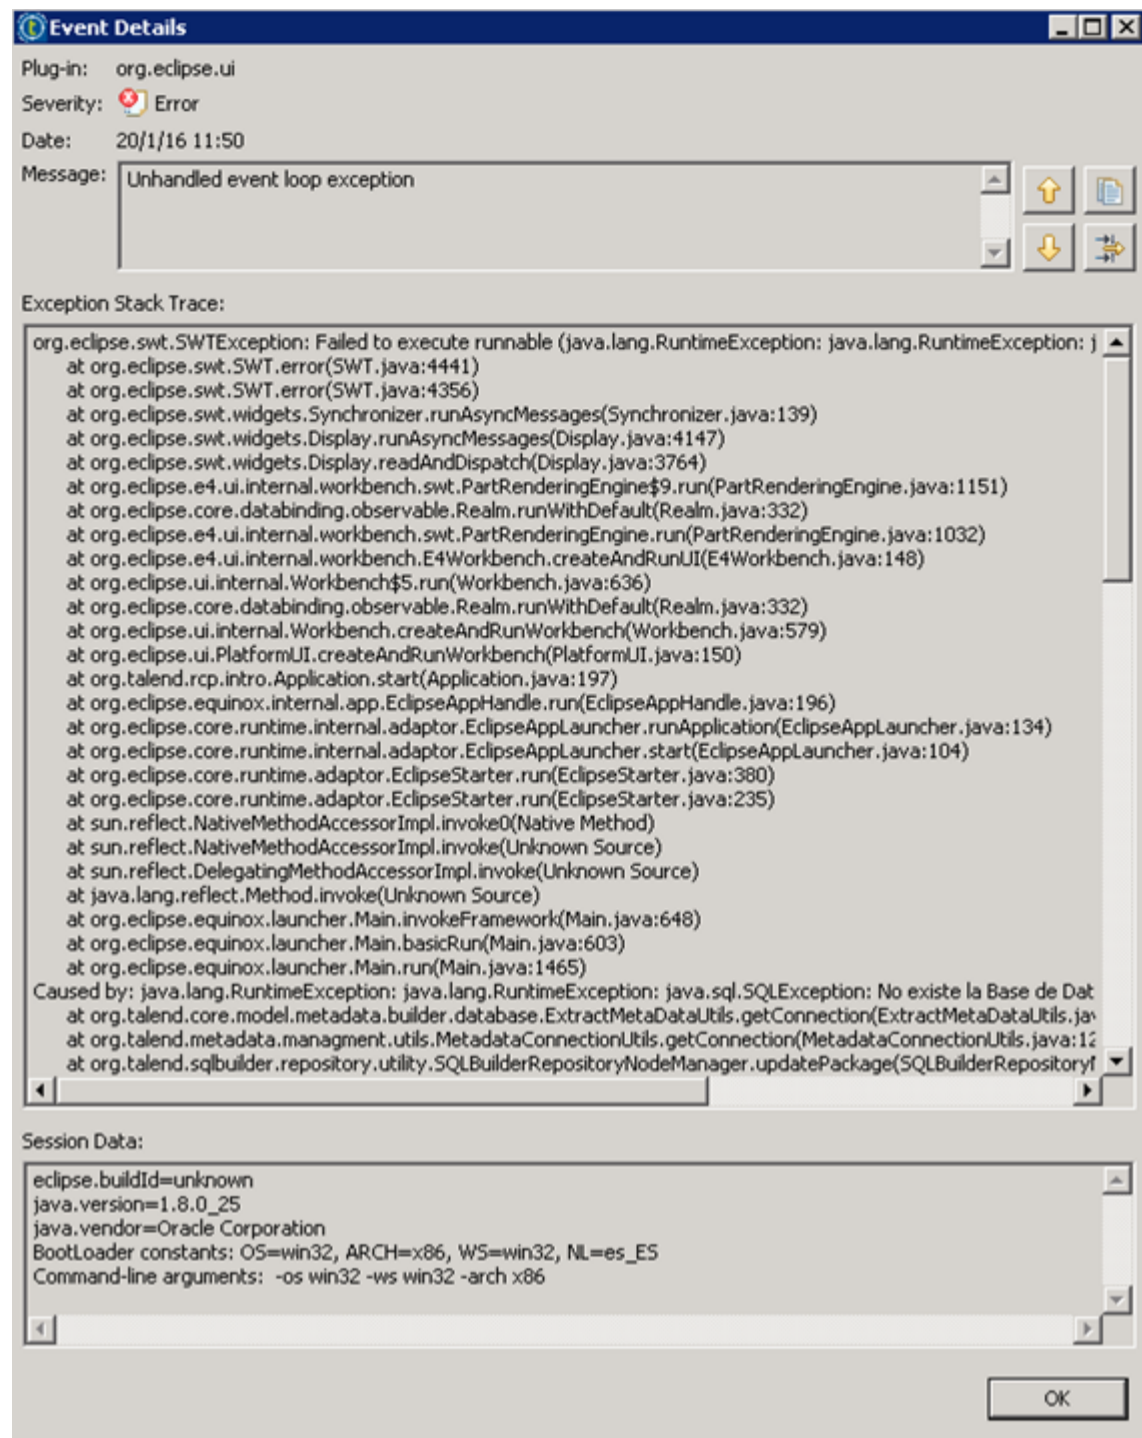 Event Details
Plug-in: org.eclipse.ui
Severity: Error
Date: 20/1/16 11:50
Message: Unhandled event loop exception
Exception Stack Trace:
org.eclipse.swt.SWTException: Failed to execute runnable (java.lang.RuntimeException: java.lang.RuntimeException: j
at org.eclipse.swt.SWT.error(SWT.java:4441)
at org.eclipse.swt.SWT.error(SWT.java:4356)
at org.eclipse.swt.widgets.Synchronizer.runAsyncMessages(Synchronizer.java:139)
at org.eclipse.swt.widgets.Display.runAsyncMessages(Display.java:4147)
at org.eclipse.swt.widgets.Display.readAndDispatch(Display.java:3764)
at org.eclipse.e4.ui.internal.workbench.swt.PartRenderingEngine$9.run(PartRenderingEngine.java:1151)
at org.eclipse.core.databinding.observable.Realm.runWithDefault(Realm.java:332)
at org.eclipse.e4.ui.internal.workbench.swt.PartRenderingEngine.run(PartRenderingEngine.java:1032)
at org.eclipse.e4.ui.internal.workbench.E4Workbench.createAndRunUI(E4Workbench.java:148)
at org.eclipse.ui.internal.Workbench$5.run(Workbench.java:636)
at org.eclipse.core.databinding.observable.Realm.runWithDefault(Realm.java:332)
at org.eclipse.ui.internal.Workbench.createAndRunWorkbench(Workbench.java:579)
at org.eclipse.ui.PlatformUI.createAndRunWorkbench(PlatformUI.java:150)
at org.talend.rcp.intro.Application.start(Application.java:197)
at org.eclipse.equinox.internal.app.EclipseAppHandle.run(EclipseAppHandle.java:196)
at org.eclipse.core.runtime.internal.adaptor.EclipseAppLauncher.runApplication(EclipseAppLauncher.java:134)
at org.eclipse.core.runtime.internal.adaptor.EclipseAppLauncher.start(EclipseAppLauncher.java:104)
at org.eclipse.core.runtime.adaptor.EclipseStarter.run(EclipseStarter.java:380)
at org.eclipse.core.runtime.adaptor.EclipseStarter.run(EclipseStarter.java:235)
at sun.reflect.NativeMethodAccessorImpl.invoke0(Native Method)
at sun.reflect.NativeMethodAccessorImpl.invoke(Unknown Source)
at sun.reflect.DelegatingMethodAccessorImpl.invoke(Unknown Source)
at java.lang.reflect.Method.invoke(Unknown Source)
at org.eclipse.equinox.launcher.Main.invokeFramework(Main.java:648)
at org.eclipse.equinox.launcher.Main.basicRun(Main.java:603)
at org.eclipse.equinox.launcher.Main.run(Main.java:1465)
Caused by: java.lang.RuntimeException: java.lang.RuntimeException: java.sql.SQLException: No existe la Base de Dat
at org.talend.core.model.metadata.builder.database.ExtractMetaDataUtils.getConnection(ExtractMetaDataUtils.jav
at org.talend.metadata.managment.utils.MetadataConnectionUtils.getConnection(MetadataConnectionUtils.java:12
at org.talend.sqlbuilder.repository.utility.SQLBuilderRepositoryNodeManager.updatePackage(SQLBuilderRepository
Session Data:
eclipse.buildId=unknown
java.version=1.8.0_25
java.vendor=Oracle Corporation
BootLoader constants: OS=win32, ARCH=x86, WS=win32, NL=es_ES
Command-line arguments: -os win32 -ws win32 -arch x86
OK